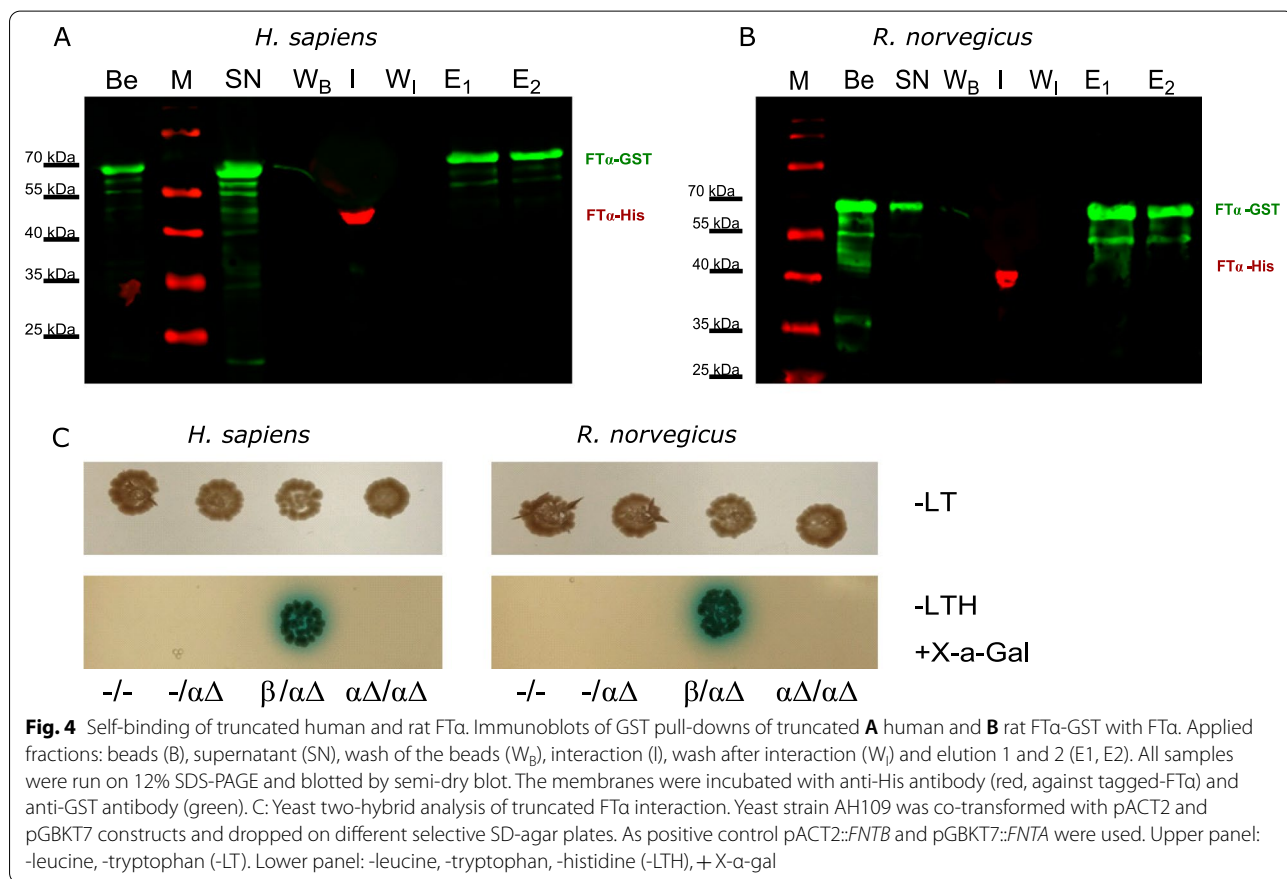 A
H. sapiens
Be M SN W_B I W_I E_1 E_2
70 kDa
55 kDa
40 kDa
35 kDa
25 kDa
FTα-GST
FTα-His
B
R. norvegicus
M Be SN W_B I W_I E_1 E_2
70 kDa
55 kDa
40 kDa
35 kDa
25 kDa
FTα-GST
FTα-His
C
H. sapiens
R. norvegicus
-LT
-LTH
+X-a-Gal
-/- -/αΔ β/αΔ αΔ/αΔ
-/- -/αΔ β/αΔ αΔ/αΔ
Fig. 4 Self-binding of truncated human and rat FTα. Immunoblots of GST pull-downs of truncated A human and B rat FTα-GST with FTα. Applied
fractions: beads (B), supernatant (SN), wash of the beads (W_B), interaction (I), wash after interaction (W_I) and elution 1 and 2 (E1, E2). All samples
were run on 12% SDS-PAGE and blotted by semi-dry blot. The membranes were incubated with anti-His antibody (red, against tagged-FTα) and
anti-GST antibody (green). C: Yeast two-hybrid analysis of truncated FTα interaction. Yeast strain AH109 was co-transformed with pACT2 and
pGBKT7 constructs and dropped on different selective SD-agar plates. As positive control pACT2::FNTB and pGBKT7::FNTA were used. Upper panel:
-leucine, -tryptophan (-LT). Lower panel: -leucine, -tryptophan, -histidine (-LTH), + X-α-gal